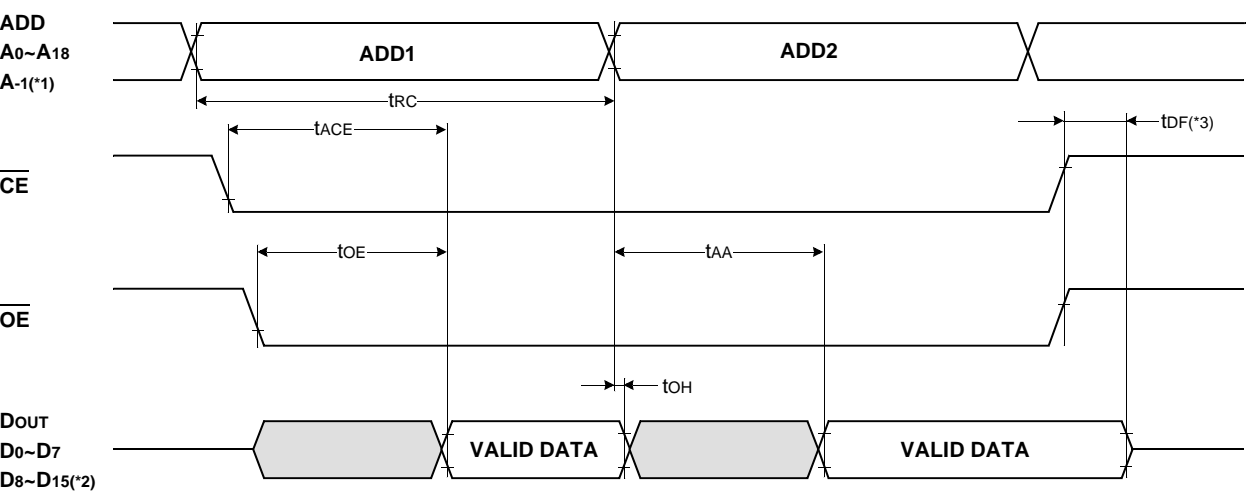 ADD
A0~A18
A-1(*1)
ADD1
ADD2
tRC
tACE
tDF(*3)
CE
tOE
tAA
OE
tOH
DOUT
D0~D7
D8~D15(*2)
VALID DATA
VALID DATA